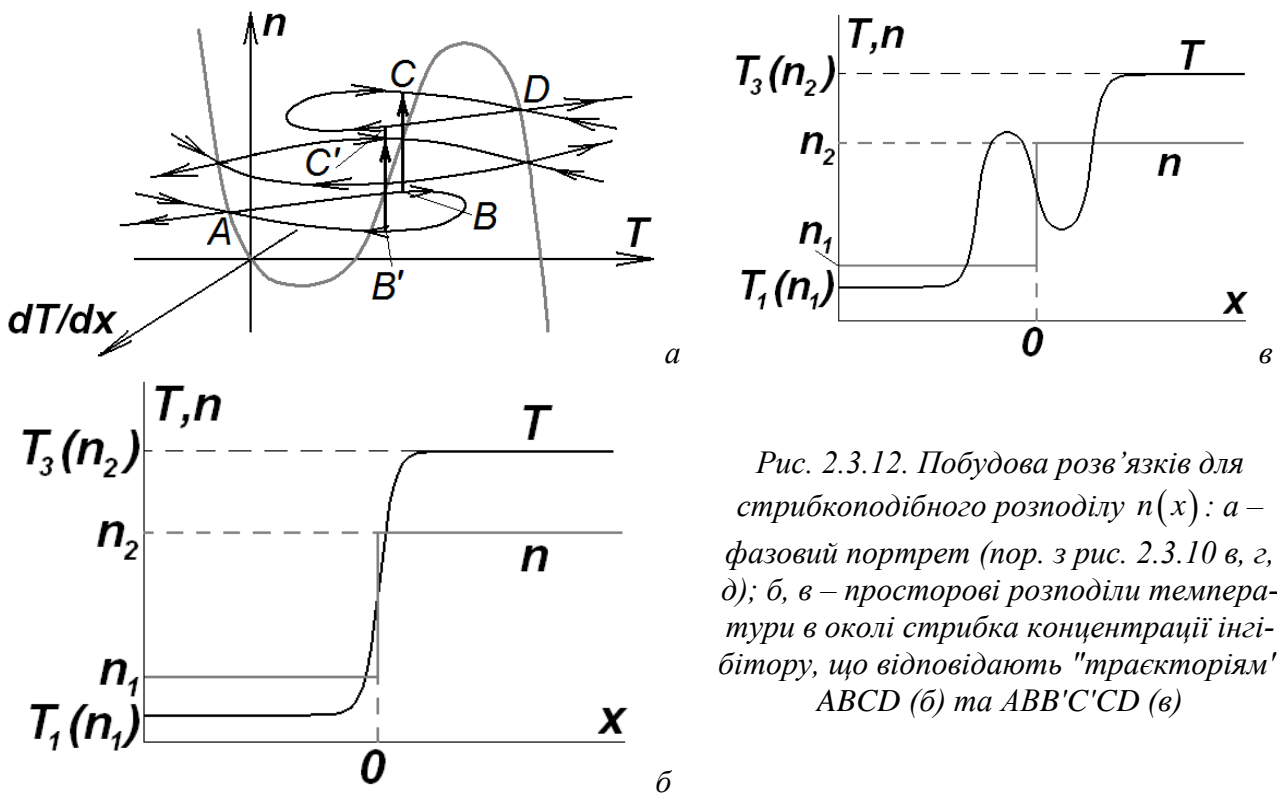 n
C
D
C'
A
B
T
B'
dT/dx
а
T,n
T₃(n₂)
T
n₂
n
n₁
T₁(n₁)
x
0
в
T,n
T₃(n₂)
T
n₂
n
n₁
T₁(n₁)
x
0
б
Рис. 2.3.12. Побудова розв’язків для
стрибкоподібного розподілу n(x): а –
фазовий портрет (пор. з рис. 2.3.10 в, г,
д); б, в – просторові розподіли темпера-
тури в околі стрибка концентрації інгі-
бітору, що відповідають "траєкторіям'
ABCD (б) та ABB'C'CD (в)